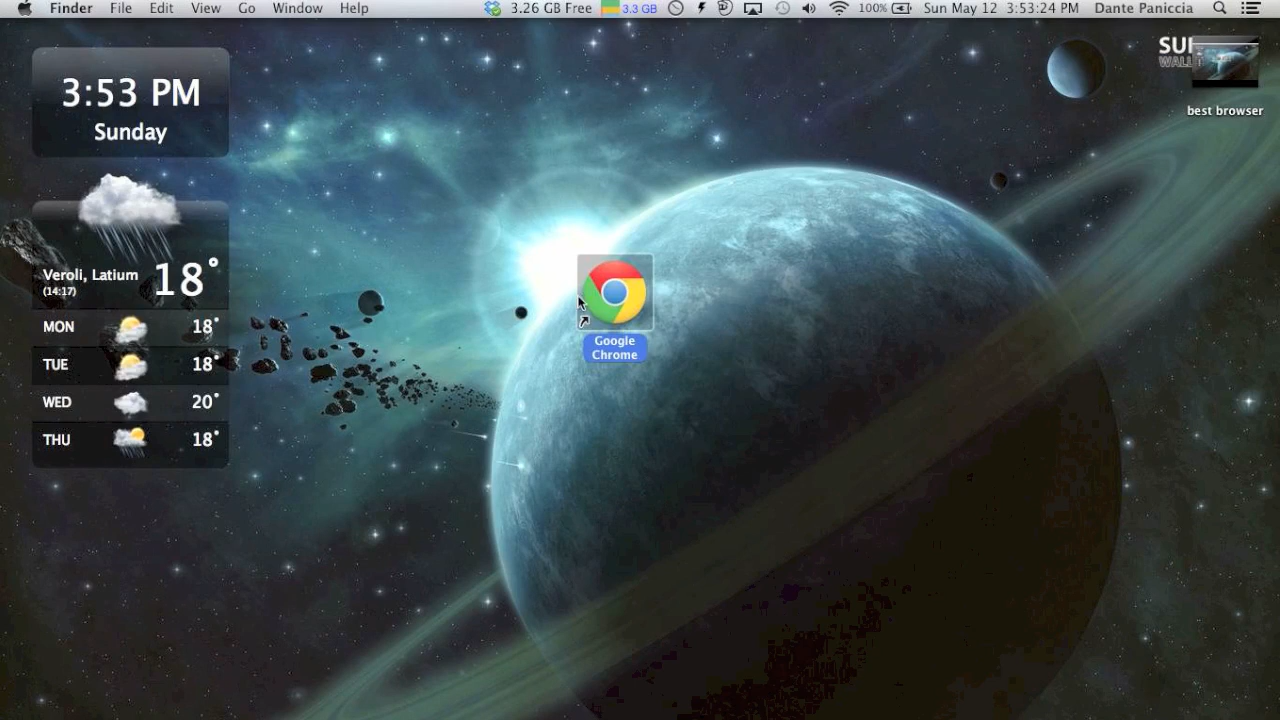 Finder File Edit View Go Window Help 3.26 GB Free 3.3 GB 100% Sun May 12 3:53:24 PM Dante Paniccia
3:53 PM
Sunday
best browser
Veroli, Latium 18°
(14:17)
MON 18°
TUE 18°
WED 20°
THU 18°
Google
Chrome